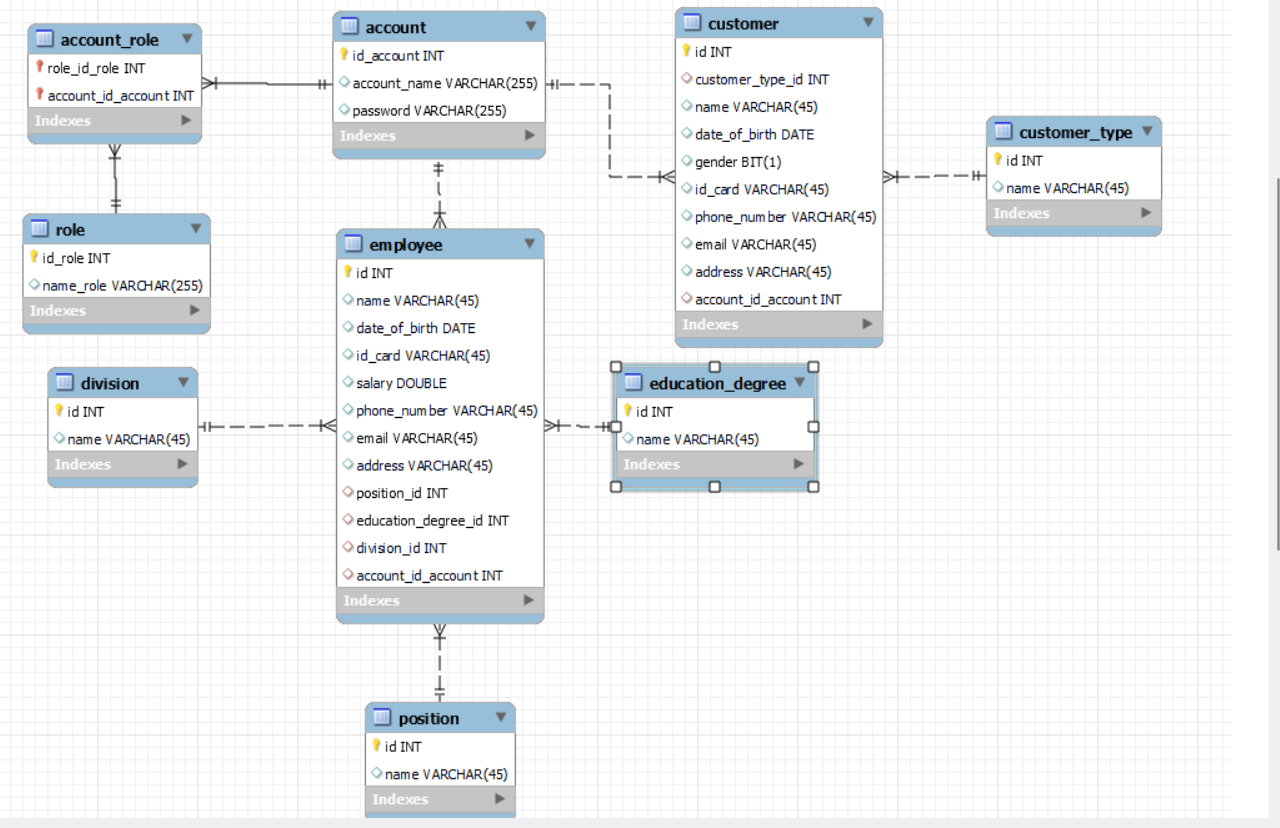 account_role
role_id_role INT
account_id_account INT
Indexes
account
id_account INT
account_name VARCHAR(255)
password VARCHAR(255)
Indexes
customer
id INT
customer_type_id INT
name VARCHAR(45)
date_of_birth DATE
gender BIT(1)
id_card VARCHAR(45)
phone_number VARCHAR(45)
email VARCHAR(45)
address VARCHAR(45)
account_id_account INT
Indexes
customer_type
id INT
name VARCHAR(45)
Indexes
role
id_role INT
name_role VARCHAR(255)
Indexes
employee
id INT
name VARCHAR(45)
date_of_birth DATE
id_card VARCHAR(45)
salary DOUBLE
phone_number VARCHAR(45)
email VARCHAR(45)
address VARCHAR(45)
position_id INT
education_degree_id INT
division_id INT
account_id_account INT
Indexes
division
id INT
name VARCHAR(45)
Indexes
education_degree
id INT
name VARCHAR(45)
Indexes
position
id INT
name VARCHAR(45)
Indexes